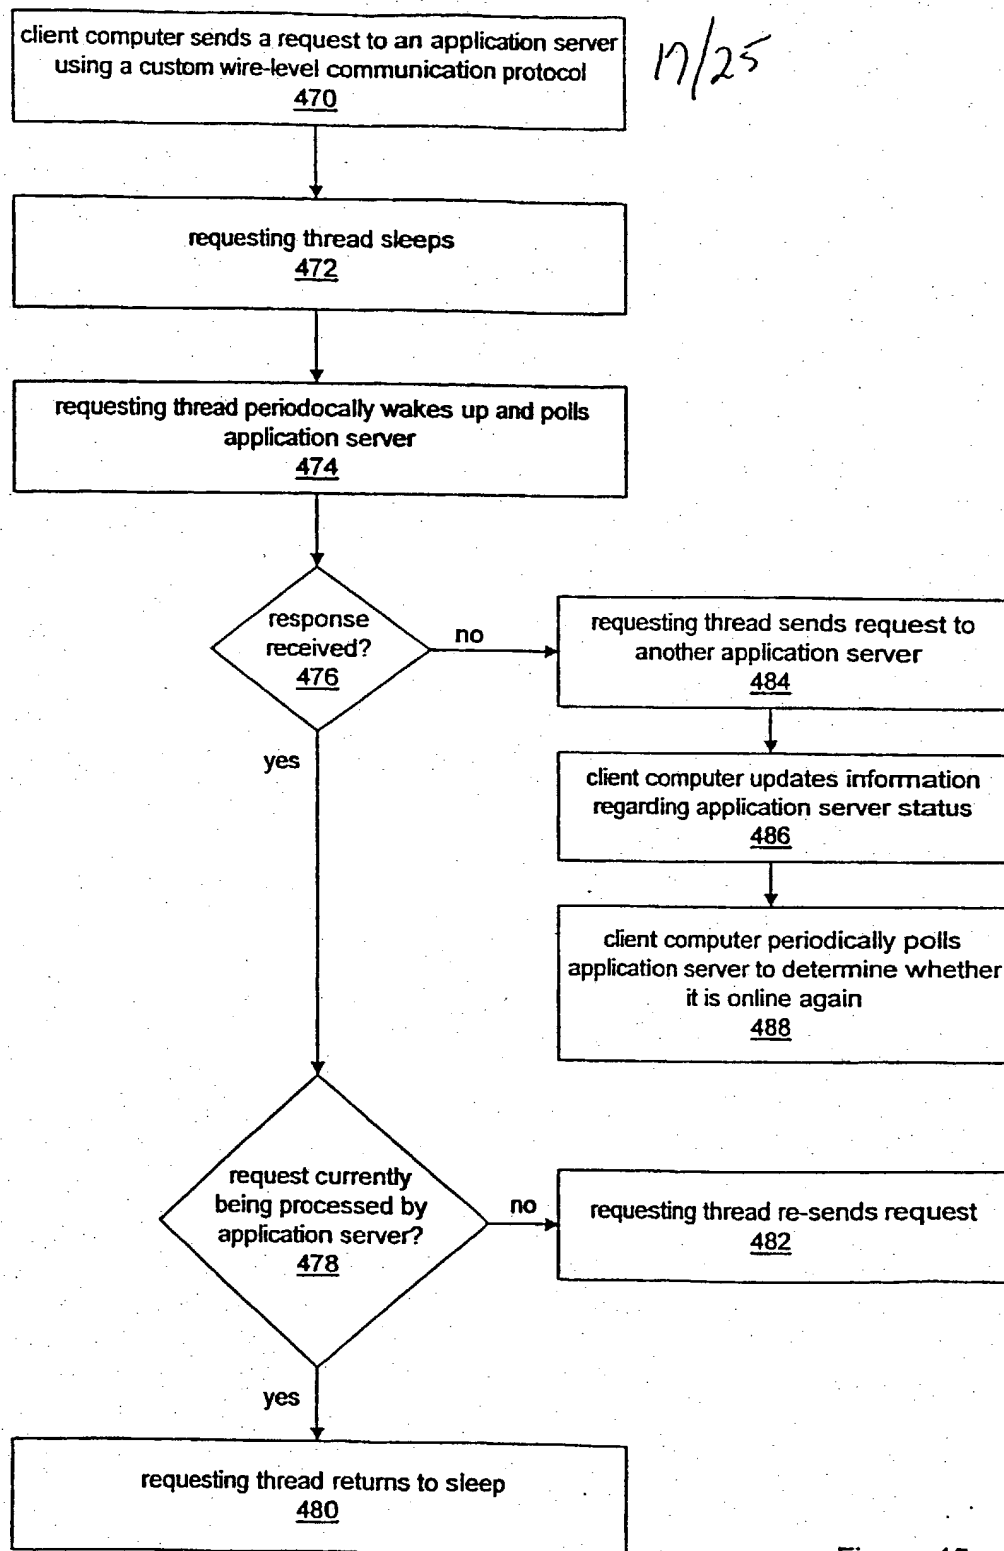 client computer sends a request to an application server
using a custom wire-level communication protocol
470
17/25
requesting thread sleeps
472
requesting thread periodocally wakes up and polls
application server
474
response
received?
476
no
requesting thread sends request to
another application server
484
yes
client computer updates information
regarding application server status
486
client computer periodically polls
application server to determine whether
it is online again
488
request currently
being processed by
application server?
478
no
requesting thread re-sends request
482
yes
requesting thread returns to sleep
480